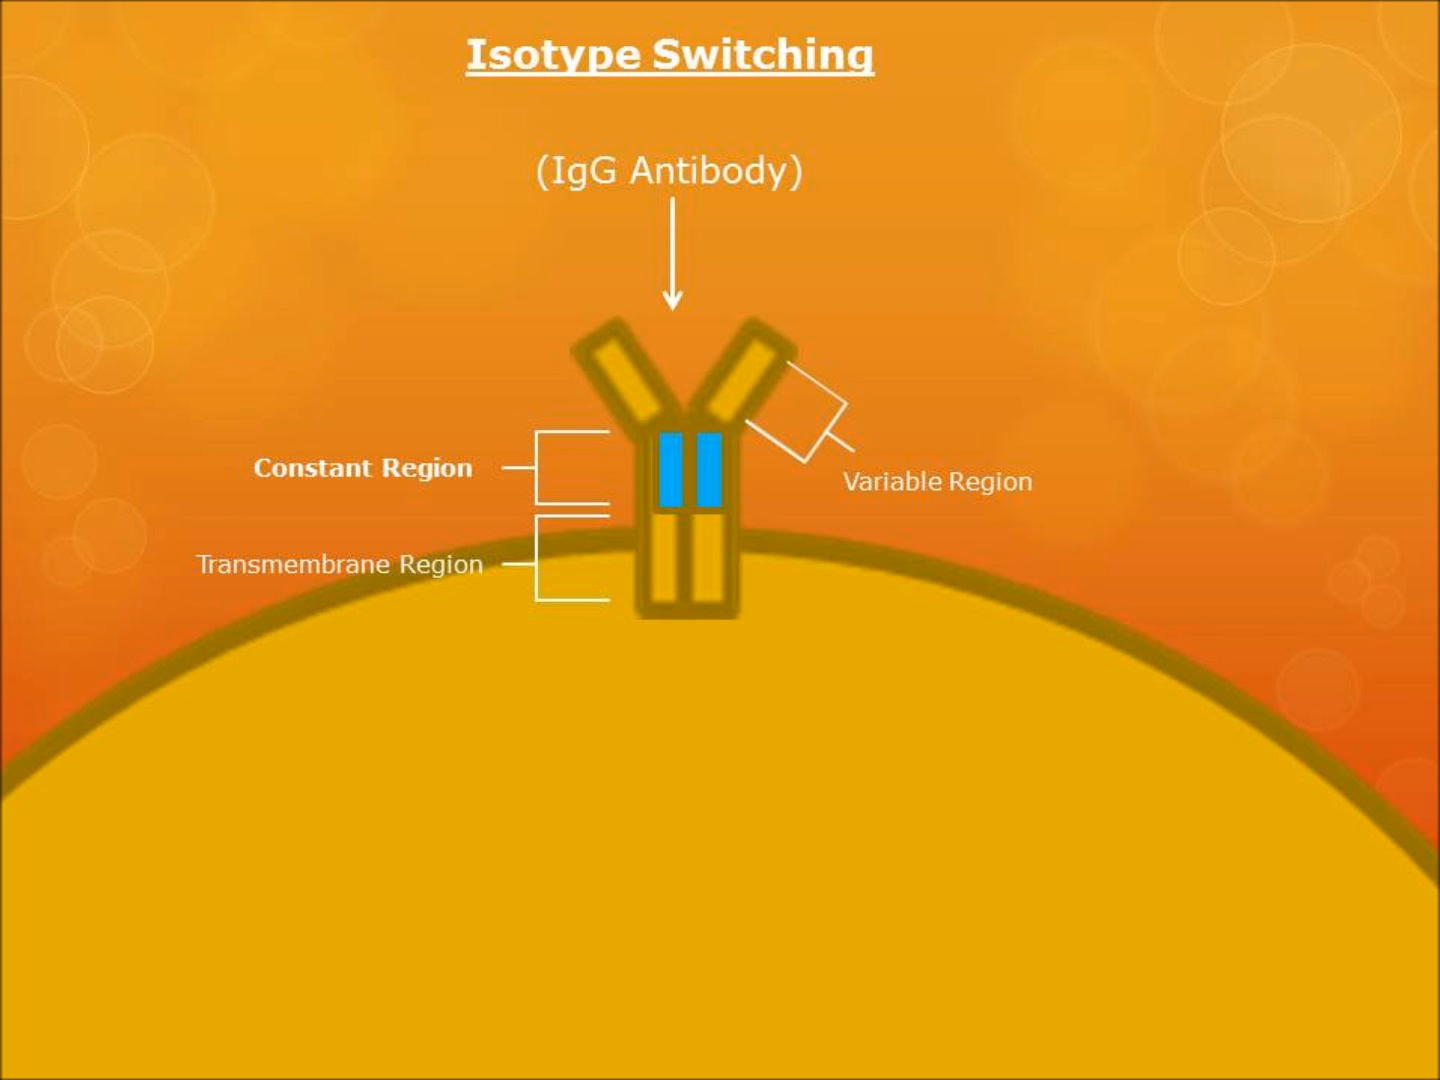 Isotype Switching
(IgG Antibody)
Constant Region
Variable Region
Transmembrane Region